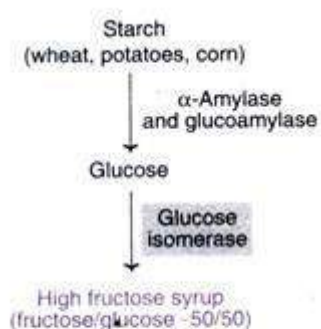 Starch
(wheat, potatoes, corn)
α-Amylase
and glucoamylase
Glucose
Glucose
isomerase
High fructose syrup
(fructose/glucose ~50/50)